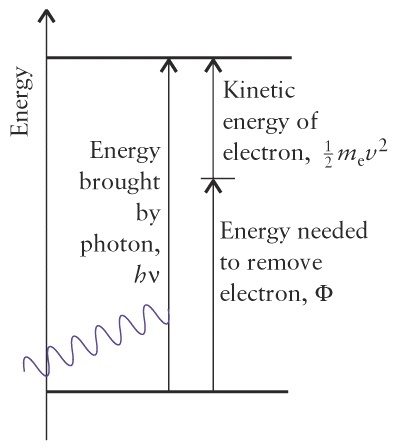 Energy
Energy
brought
by
photon,
hν
Kinetic
energy of
electron, ½mₑv²
Energy needed
to remove
electron, Φ